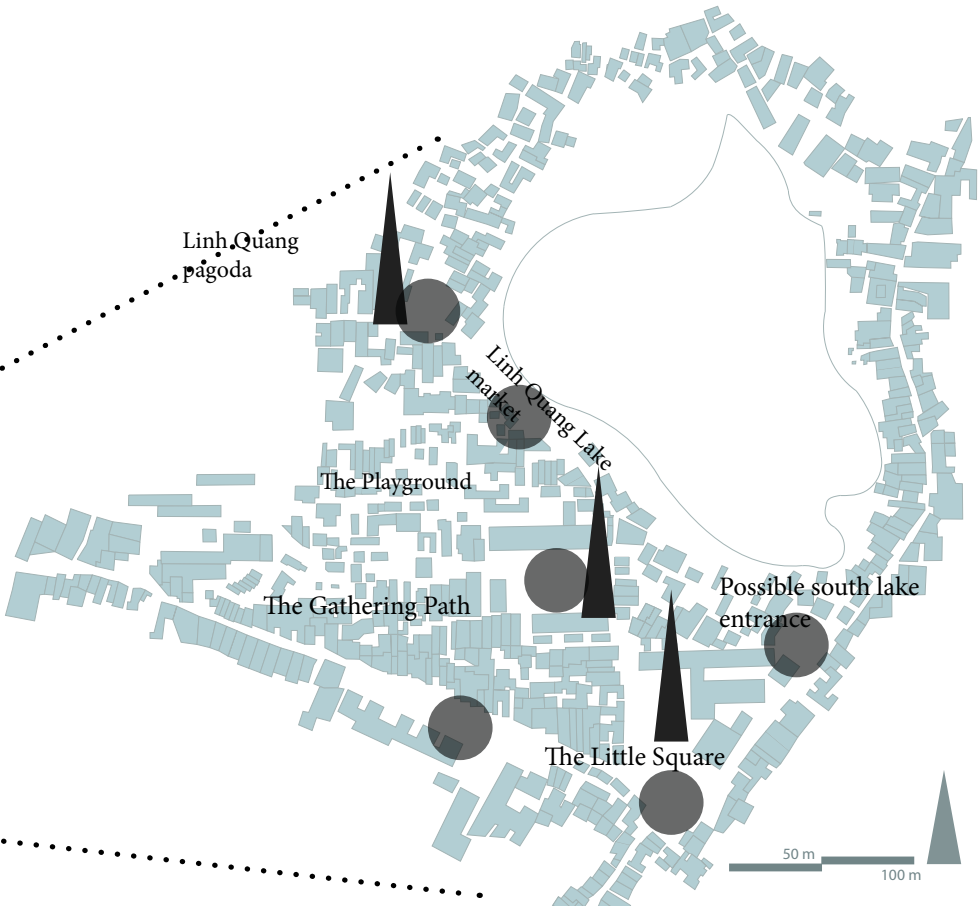 Linh Quang
pagoda
Linh Quang Lake
market
The Playground
The Gathering Path
Possible south lake
entrance
The Little Square
50 m
100 m